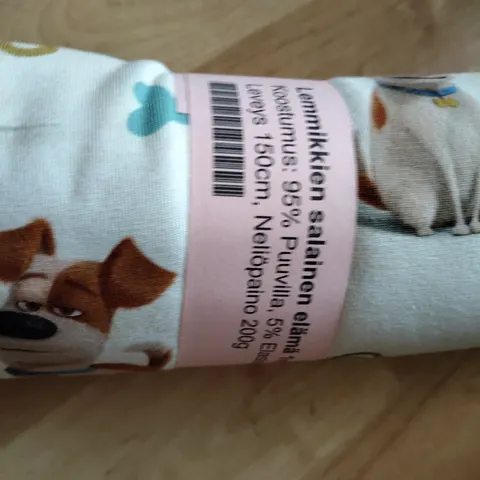 Lemmikkien salainen elämä
Koostumus: 95% Puuvilla, 5%
Leveys 150cm, Neliöpaino 200g